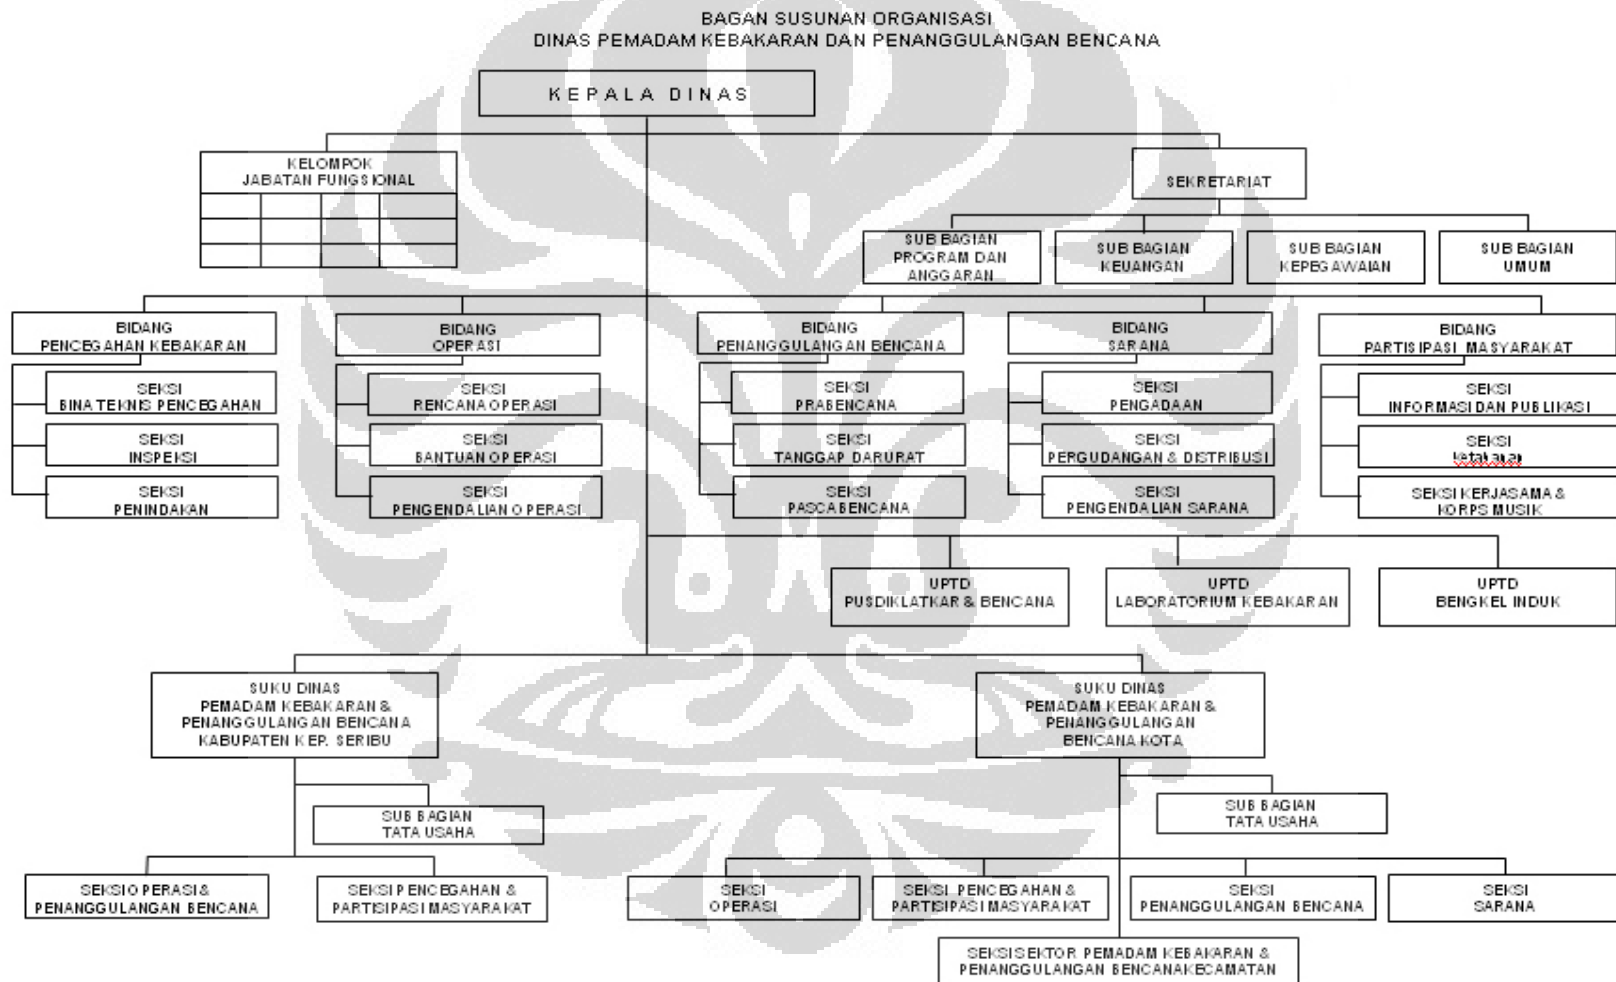 BAGAN SUSUNAN ORGANISASI
DINAS PEMADAM KEBAKARAN DAN PENANGGULANGAN BENCANA
KEPALA DINAS
KELOMPOK
JABATAN FUNGSIONAL
SEKRETARIAT
SUB BAGIAN
PROGRAM DAN
ANGGARAN
SUB BAGIAN
KEUANGAN
SUB BAGIAN
KEPEGAWAIAN
SUB BAGIAN
UMUM
BIDANG
PENCEGAHAN KEBAKARAN
BIDANG
OPERASI
BIDANG
PENANGGULANGAN BENCANA
BIDANG
SARANA
BIDANG
PARTISIPASI MASYARAKAT
SEKSI
BINA TEKNIS PENCEGAHAN
SEKSI
RENCANA OPERASI
SEKSI
PRABENCANA
SEKSI
PENGADAAN
SEKSI
INFORMASI DAN PUBLIKASI
SEKSI
INSPEKSI
SEKSI
BANTUAN OPERASI
SEKSI
TANGGAP DARURAT
SEKSI
PERGUDANGAN & DISTRIBUSI
SEKSI
SEKSI
PENINDAKAN
SEKSI
PENGENDALIAN OPERASI
SEKSI
PASCABENCANA
SEKSI
PENGENDALIAN SARANA
SEKSI KERJASAMA &
KORPS MUSIK
UPTD
PUSDIKLATKAR & BENCANA
UPTD
LABORATORIUM KEBAKARAN
UPTD
BENGKEL INDUK
SUKU DINAS
PEMADAM KEBAKARAN &
PENANGGULANGAN BENCANA
KABUPATEN KEP. SERIBU
SUKU DINAS
PEMADAM KEBAKARAN &
PENANGGULANGAN
BENCANA KOTA
SUB BAGIAN
TATA USAHA
SUB BAGIAN
TATA USAHA
SEKSI OPERASI &
PENANGGULANGAN BENCANA
SEKSI PENCEGAHAN &
PARTISIPASI MASYARAKAT
SEKSI
OPERASI
SEKSI PENCEGAHAN &
PARTISIPASI MASYARAKAT
SEKSI
PENANGGULANGAN BENCANA
SEKSI
SARANA
SEKSI SEKTOR PEMADAM KEBAKARAN &
PENANGGULANGAN BENCANA KECAMATAN